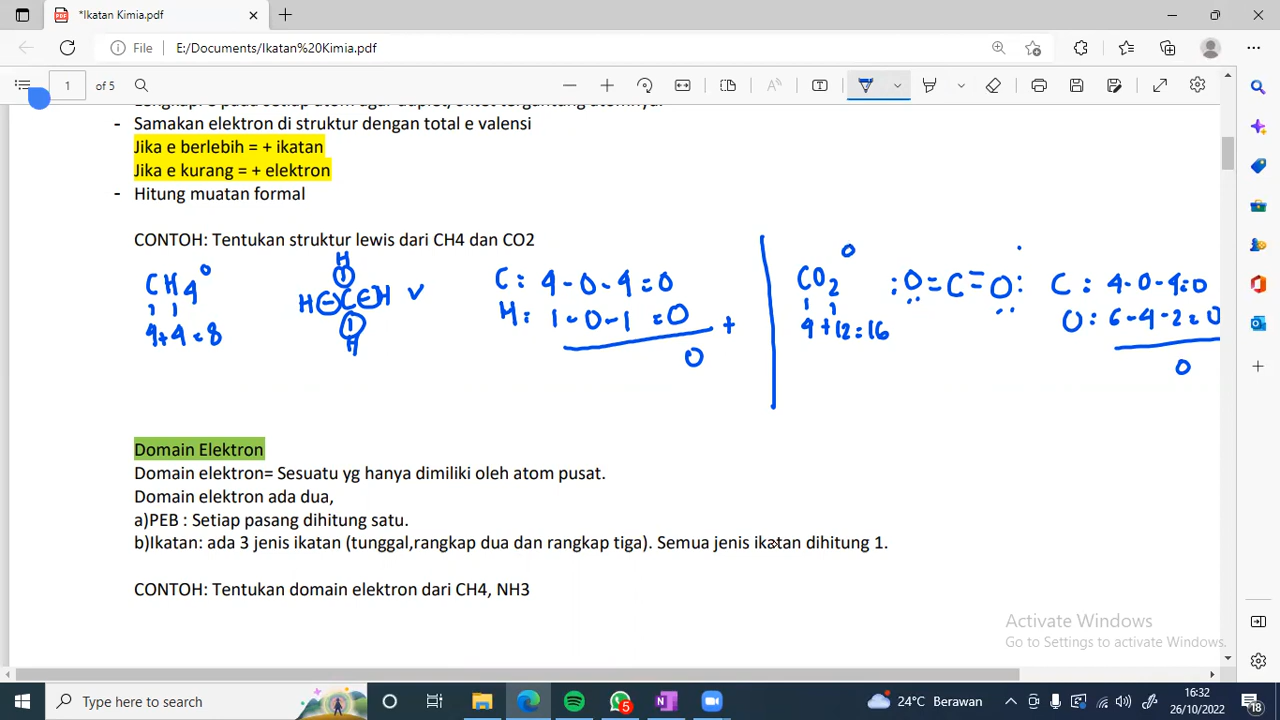 *Ikatan Kimia.pdf
File E:/Documents/Ikatan%20Kimia.pdf
1 of 5
- Samakan elektron di struktur dengan total e valensi
Jika e berlebih = + ikatan
Jika e kurang = + elektron
- Hitung muatan formal
CONTOH: Tentukan struktur lewis dari CH4 dan CO2
CH4 0
4+4=8
H
H C H v
H
C: 4-0-4=0
H: 1-0-1=0 +
0
CO2 0
4+12=16
:O=C=O:
C: 4-0-4=0
O: 6-4-2=0
0
Domain Elektron
Domain elektron= Sesuatu yg hanya dimiliki oleh atom pusat.
Domain elektron ada dua,
a)PEB : Setiap pasang dihitung satu.
b)Ikatan: ada 3 jenis ikatan (tunggal,rangkap dua dan rangkap tiga). Semua jenis ikatan dihitung 1.
CONTOH: Tentukan domain elektron dari CH4, NH3
Activate Windows
Go to Settings to activate Windows.
Type here to search
5
24°C Berawan
16:32
26/10/2022
18